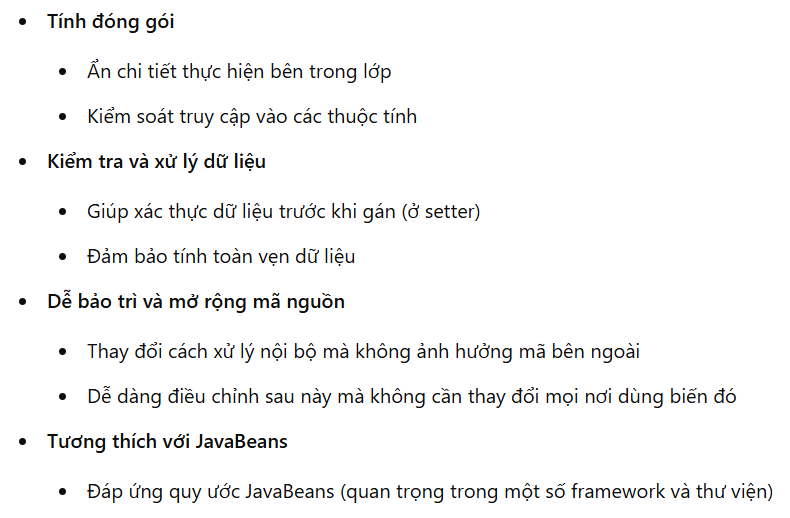 Tính đóng gói
Ẩn chi tiết thực hiện bên trong lớp
Kiểm soát truy cập vào các thuộc tính
Kiểm tra và xử lý dữ liệu
Giúp xác thực dữ liệu trước khi gán (ở setter)
Đảm bảo tính toàn vẹn dữ liệu
Dễ bảo trì và mở rộng mã nguồn
Thay đổi cách xử lý nội bộ mà không ảnh hưởng mã bên ngoài
Dễ dàng điều chỉnh sau này mà không cần thay đổi mọi nơi dùng biến đó
Tương thích với JavaBeans
Đáp ứng quy ước JavaBeans (quan trọng trong một số framework và thư viện)